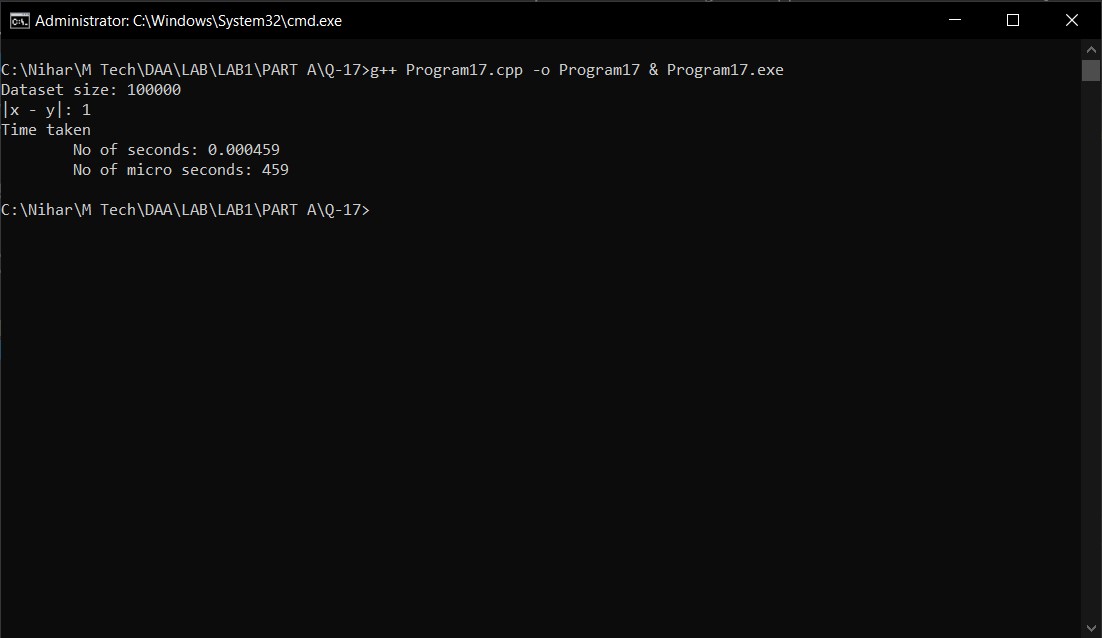 Administrator: C:\Windows\System32\cmd.exe
C:\Nihar\M Tech\DAA\LAB\LAB1\PART A\Q-17>g++ Program17.cpp -o Program17 & Program17.exe
Dataset size: 100000
|x - y|: 1
Time taken
        No of seconds: 0.000459
        No of micro seconds: 459
C:\Nihar\M Tech\DAA\LAB\LAB1\PART A\Q-17>